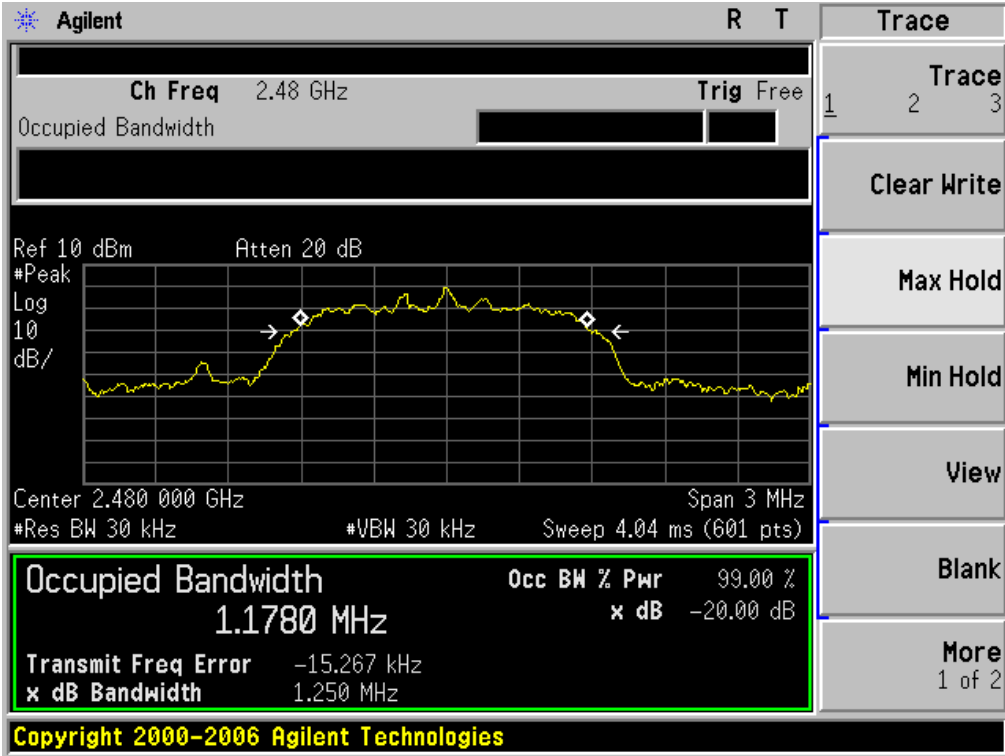 Agilent R T Trace
Ch Freq 2.48 GHz Trig Free
Occupied Bandwidth
Trace
1 2 3
Clear Write
Max Hold
Min Hold
View
Blank
More
1 of 2
Ref 10 dBm Atten 20 dB
#Peak
Log
10
dB/
Center 2.480 000 GHz Span 3 MHz
#Res BW 30 kHz #VBW 30 kHz Sweep 4.04 ms (601 pts)
Occupied Bandwidth Occ BW % Pwr 99.00 %
1.1780 MHz x dB -20.00 dB
Transmit Freq Error -15.267 kHz
x dB Bandwidth 1.250 MHz
Copyright 2000-2006 Agilent Technologies